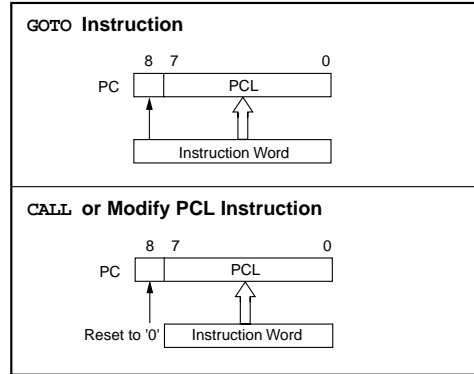 GOTO Instruction
8 7 0
PC PCL
Instruction Word
CALL or Modify PCL Instruction
8 7 0
PC PCL
Reset to '0' Instruction Word